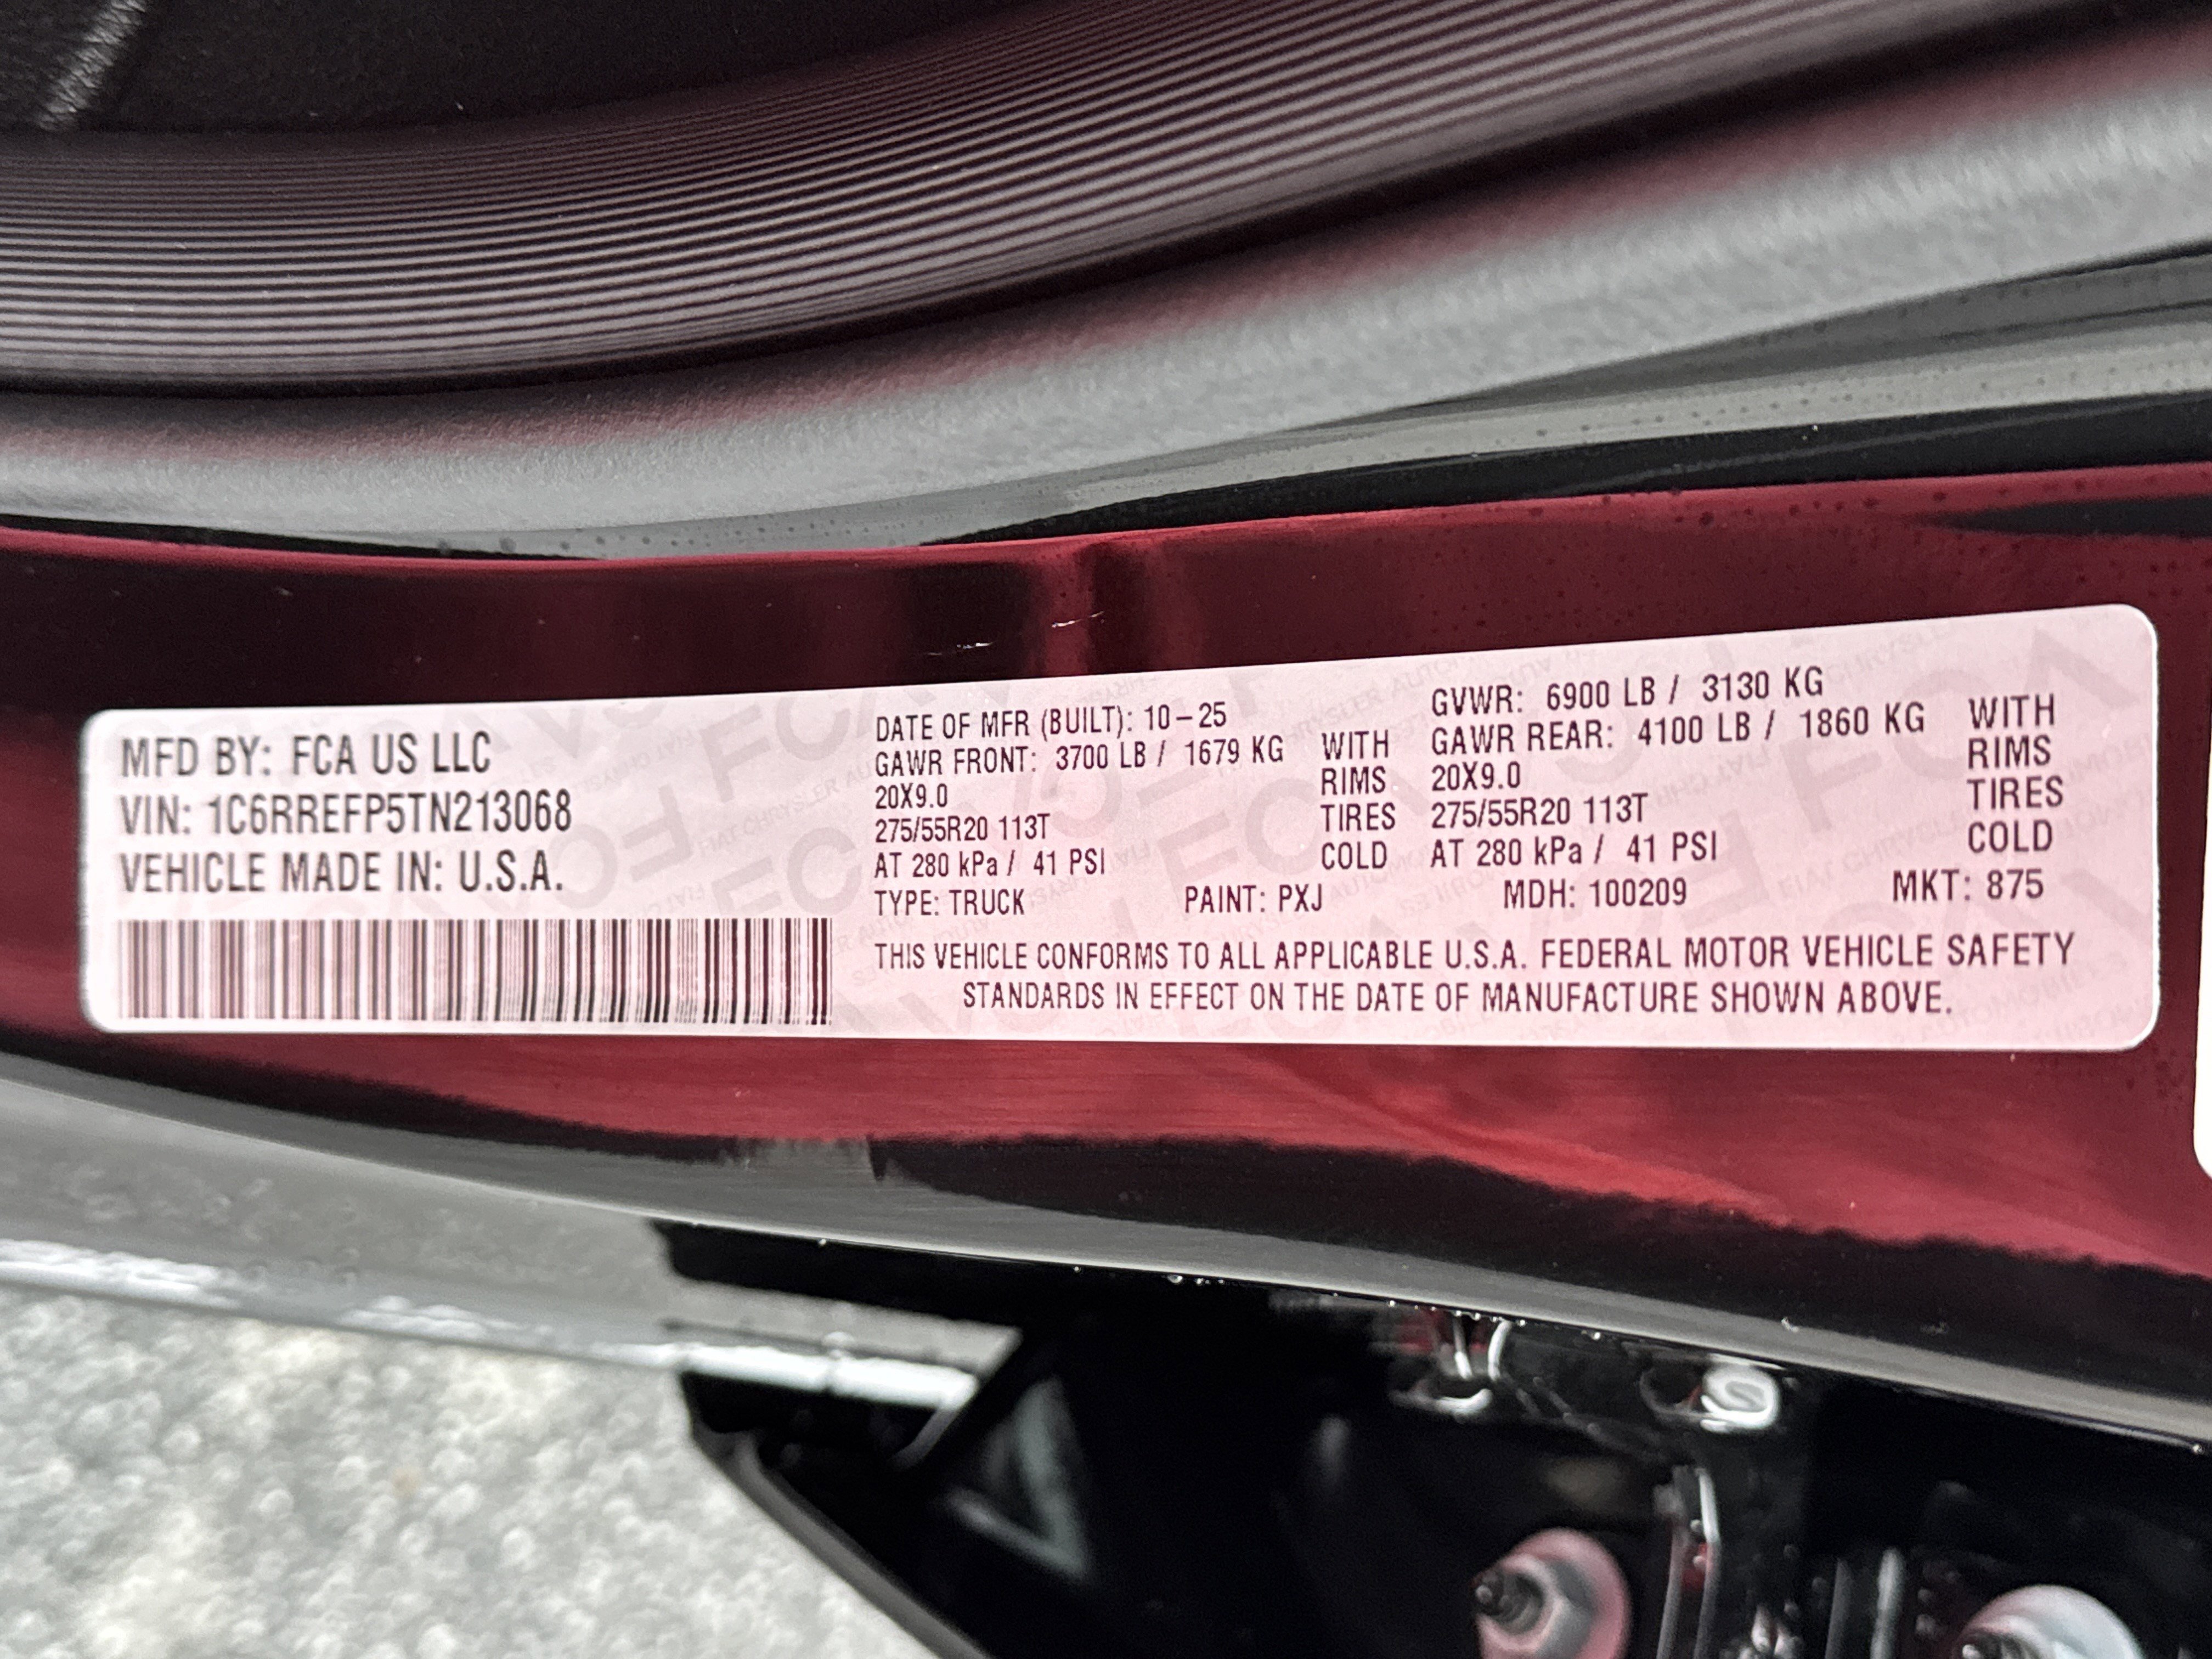 MFD BY: FCA US LLC
VIN: 1C6RREFP5TN213068
VEHICLE MADE IN: U.S.A.
DATE OF MFR (BUILT): 10-25 GVWR: 6900 LB / 3130 KG
GAWR FRONT: 3700 LB / 1679 KG WITH GAWR REAR: 4100 LB / 1860 KG WITH
20X9.0 RIMS 20X9.0 RIMS
275/55R20 113T TIRES 275/55R20 113T TIRES
AT 280 kPa / 41 PSI COLD AT 280 kPa / 41 PSI COLD
TYPE: TRUCK PAINT: PXJ MDH: 100209 MKT: 875
THIS VEHICLE CONFORMS TO ALL APPLICABLE U.S.A. FEDERAL MOTOR VEHICLE SAFETY
STANDARDS IN EFFECT ON THE DATE OF MANUFACTURE SHOWN ABOVE.